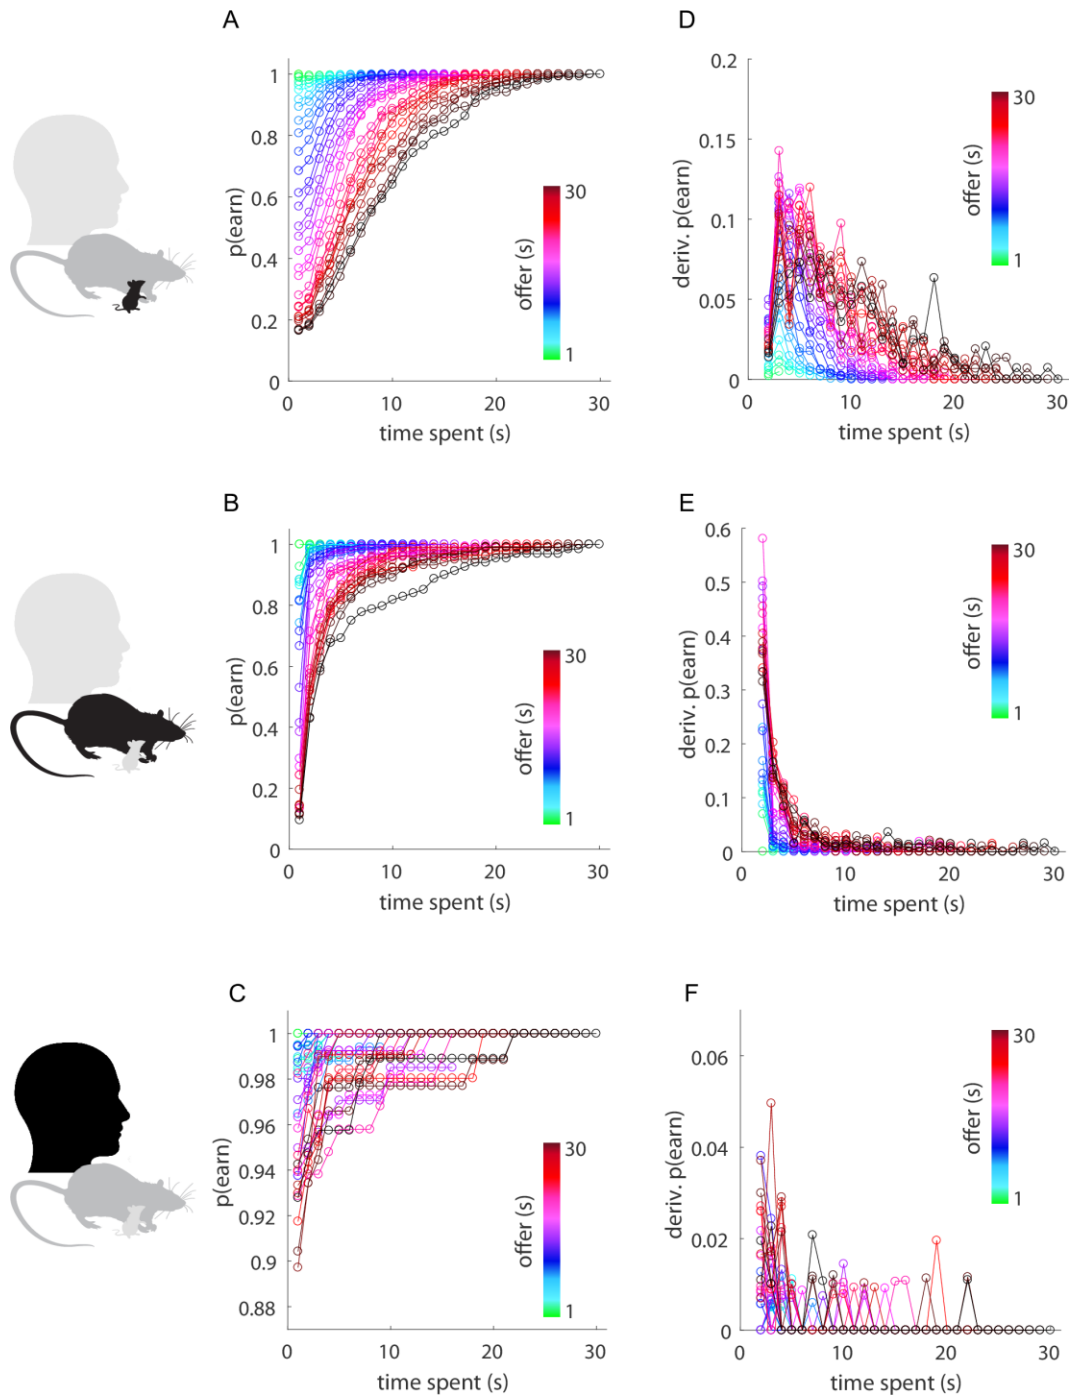 A
p(earn)
1
0.8
0.6
0.4
0.2
0
0
10
20
30
time spent (s)
offer (s)
30
1
D
deriv. p(earn)
0.2
0.15
0.1
0.05
0
0
10
20
30
time spent (s)
offer (s)
30
1
B
p(earn)
1
0.8
0.6
0.4
0.2
0
0
10
20
30
time spent (s)
offer (s)
30
1
E
deriv. p(earn)
0.6
0.5
0.4
0.3
0.2
0.1
0
0
10
20
30
time spent (s)
offer (s)
30
1
C
p(earn)
1
0.98
0.96
0.94
0.92
0.9
0.88
0
10
20
30
time spent (s)
offer (s)
30
1
F
deriv. p(earn)
0.06
0.04
0.02
0
0
10
20
30
time spent (s)
offer (s)
30
1